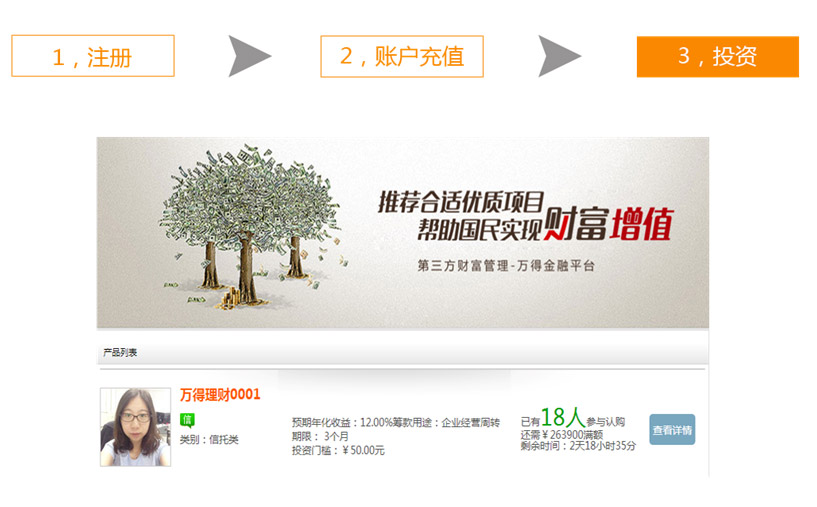 1，注册
2，账户充值
3，投资
推荐合适优质项目
帮助国民实现财富增值
第三方财富管理-万得金融平台
产品列表
万得理财0001
信
类别：信托类
预期年化收益：12.00%筹款用途：企业经营周转
期限： 3个月
投资门槛：￥50.00元
已有18人参与认购
还需￥263900满额
剩余时间：2天18小时35分
查看详情